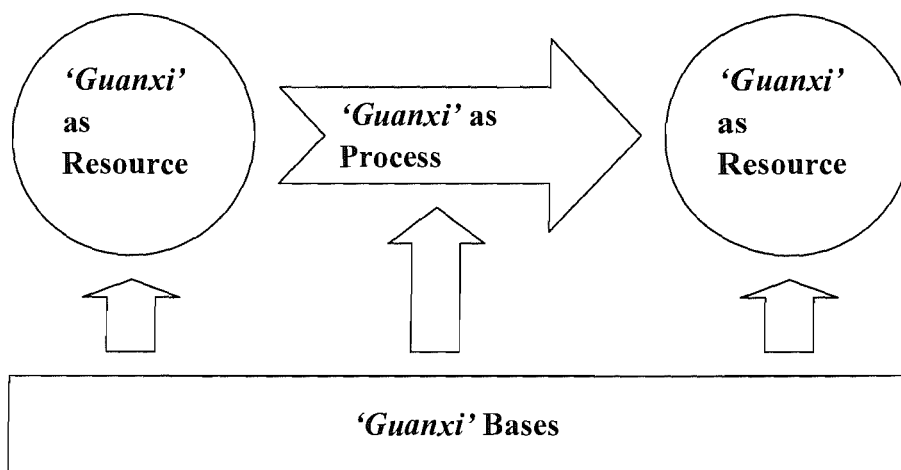 ‘Guanxi’
as
Resource
‘Guanxi’ as
Process
‘Guanxi’
as
Resource
‘Guanxi’ Bases